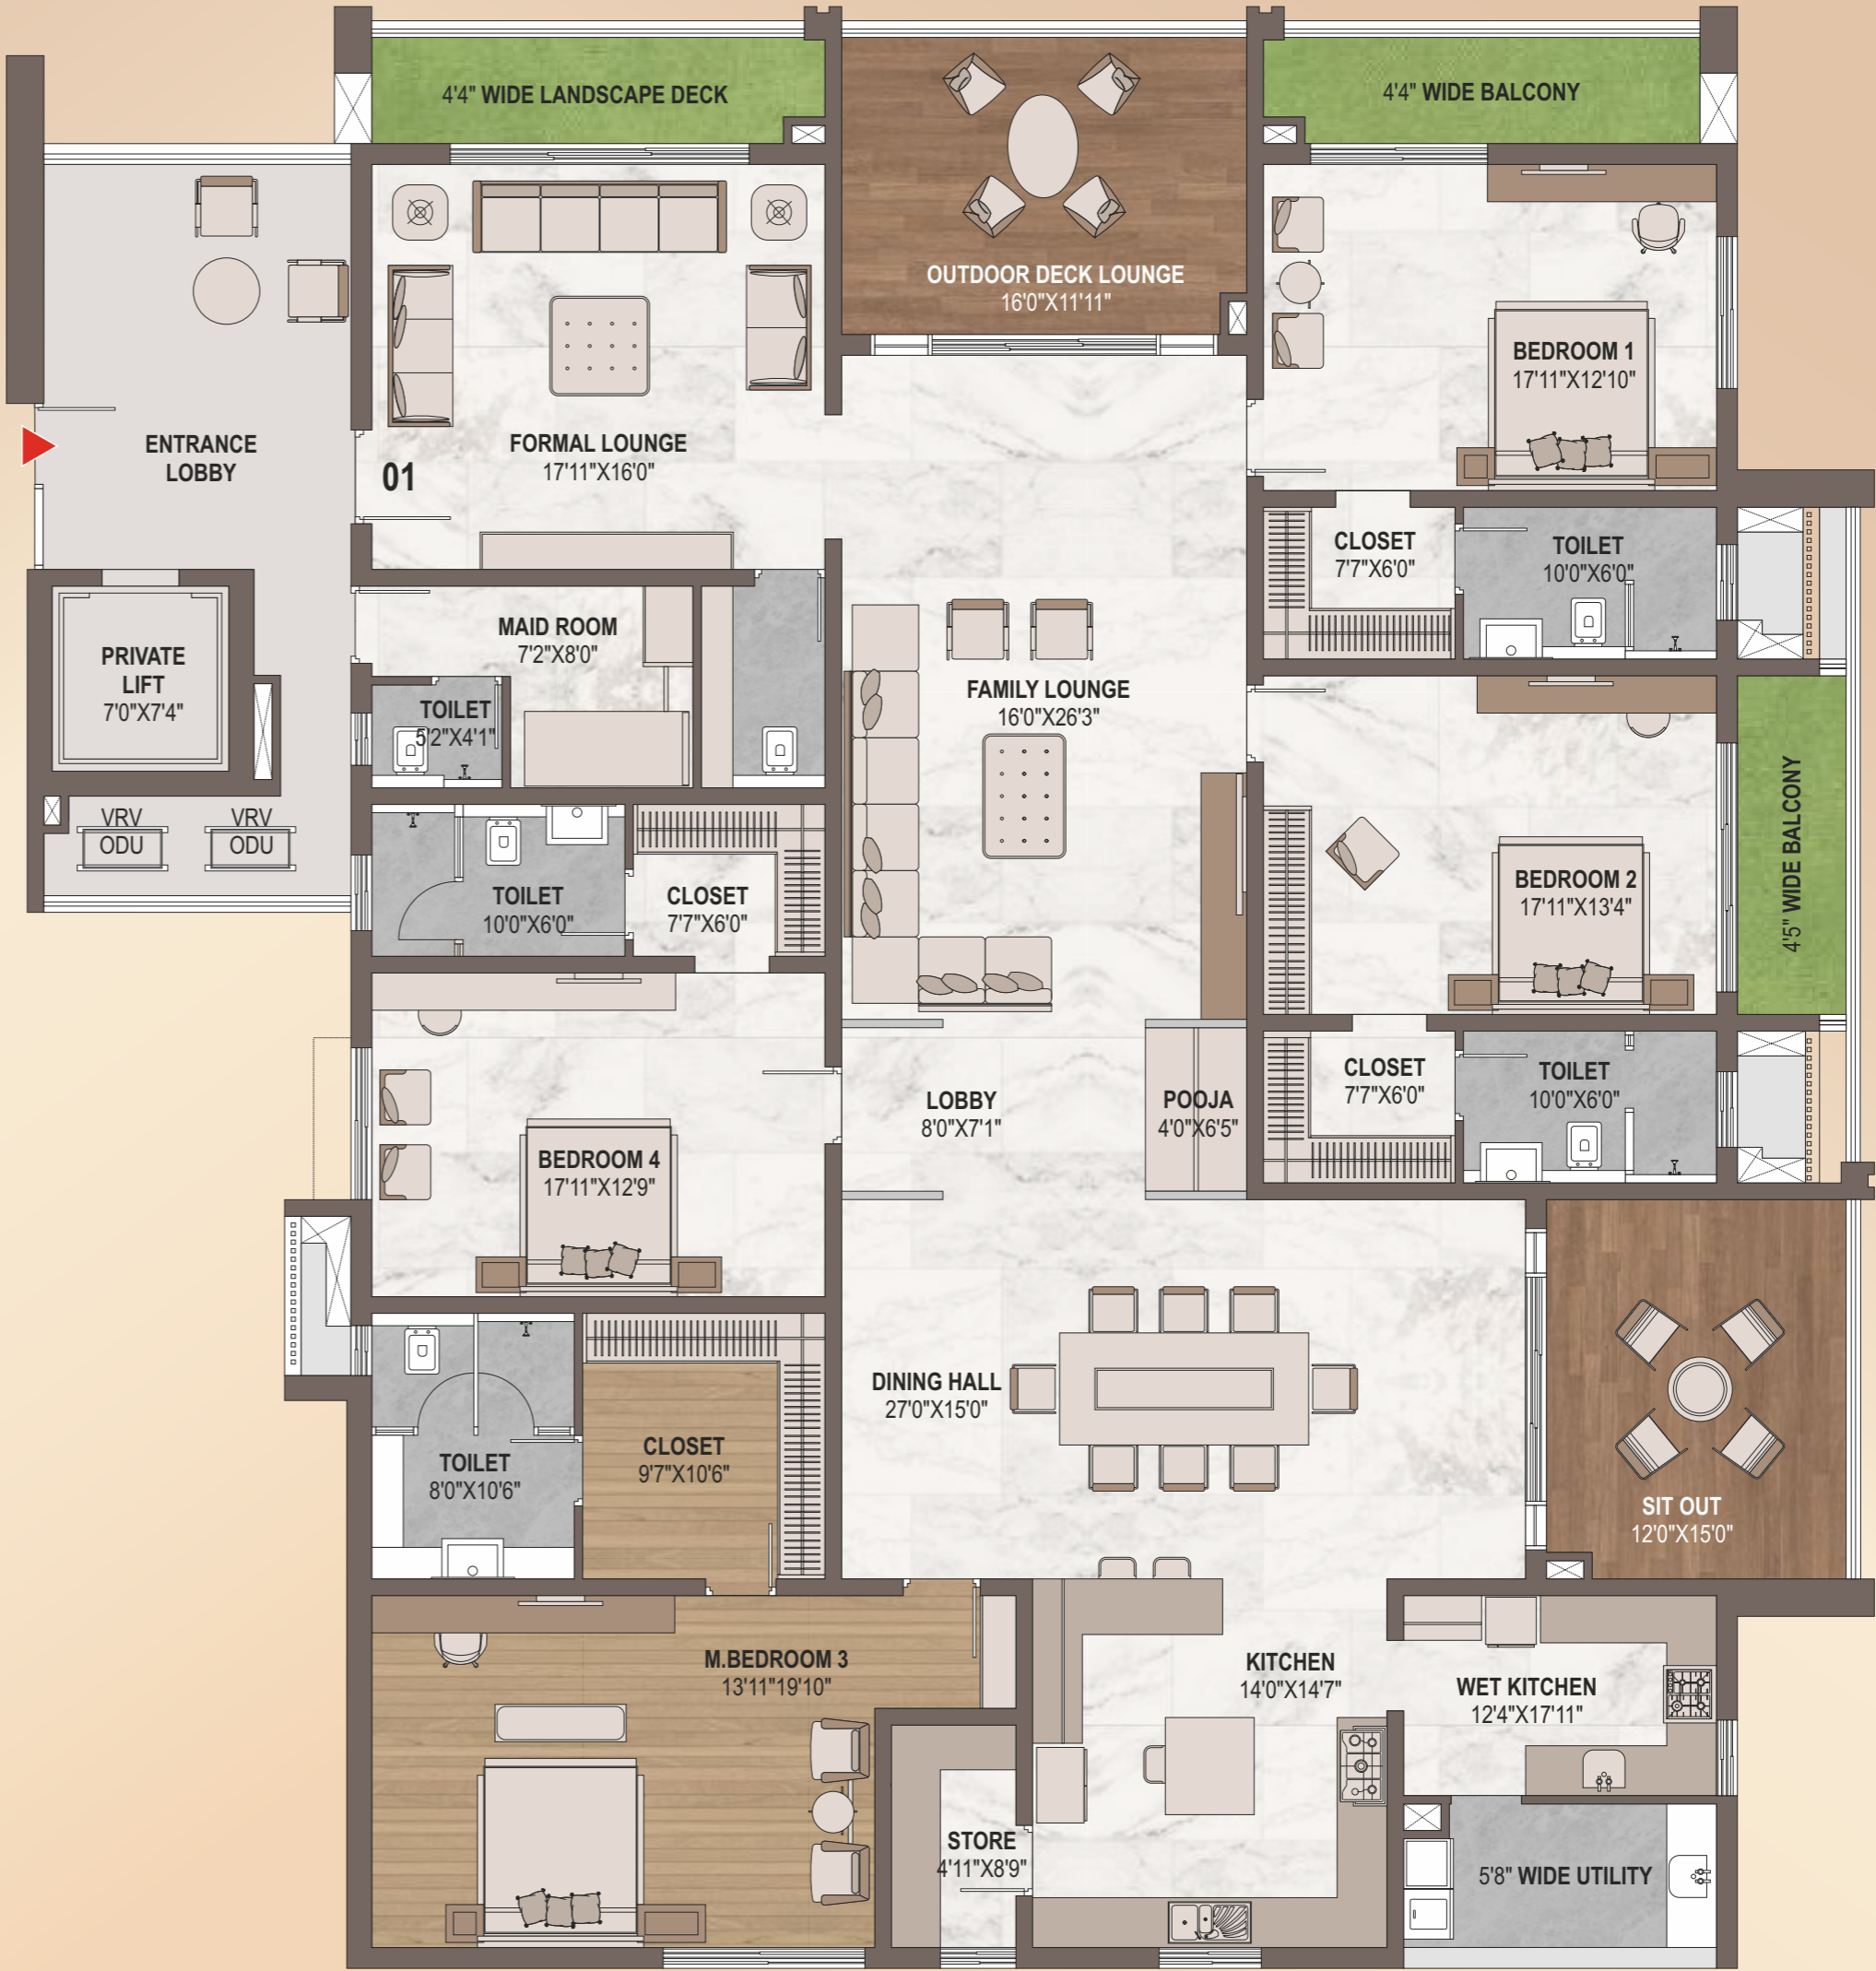 4'4" WIDE LANDSCAPE DECK
4'4" WIDE BALCONY
OUTDOOR DECK LOUNGE
16'0"X11'11"
BEDROOM 1
17'11"X12'10"
ENTRANCE
LOBBY
01
FORMAL LOUNGE
17'11"X16'0"
CLOSET
7'7"X6'0"
TOILET
10'0"X6'0"
MAID ROOM
7'2"X8'0"
PRIVATE
LIFT
7'0"X7'4"
TOILET
5'2"X4'1"
FAMILY LOUNGE
16'0"X26'3"
VRV
ODU
VRV
ODU
TOILET
10'0"X6'0"
CLOSET
7'7"X6'0"
BEDROOM 2
17'11"X13'4"
4'5" WIDE BALCONY
LOBBY
8'0"X7'1"
POOJA
4'0"X6'5"
CLOSET
7'7"X6'0"
TOILET
10'0"X6'0"
BEDROOM 4
17'11"X12'9"
DINING HALL
27'0"X15'0"
TOILET
8'0"X10'6"
CLOSET
9'7"X10'6"
SIT OUT
12'0"X15'0"
M.BEDROOM 3
13'11"19'10"
KITCHEN
14'0"X14'7"
WET KITCHEN
12'4"X17'11"
STORE
4'11"X8'9"
5'8" WIDE UTILITY